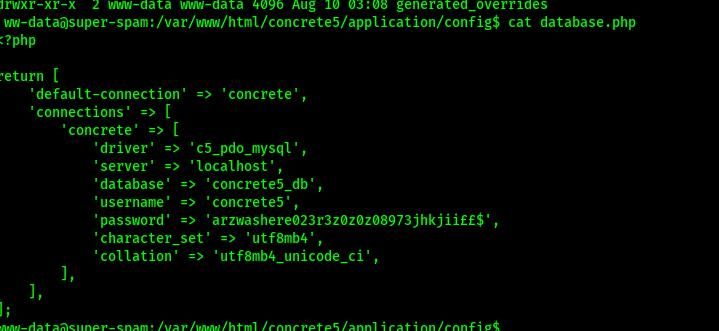 drwxr-xr-x  2 www-data www-data 4096 Aug 10 03:08 generated_overrides
ww-data@super-spam:/var/www/html/concrete5/application/config$ cat database.php
<?php
return [
    'default-connection' => 'concrete',
    'connections' => [
        'concrete' => [
            'driver' => 'c5_pdo_mysql',
            'server' => 'localhost',
            'database' => 'concrete5_db',
            'username' => 'concrete5',
            'password' => 'arzwashere023r3z0z0z08973jhkjii££$',
            'character_set' => 'utf8mb4',
            'collation' => 'utf8mb4_unicode_ci',
        ],
    ],
];
www-data@super-spam:/var/www/html/concrete5/application/config$